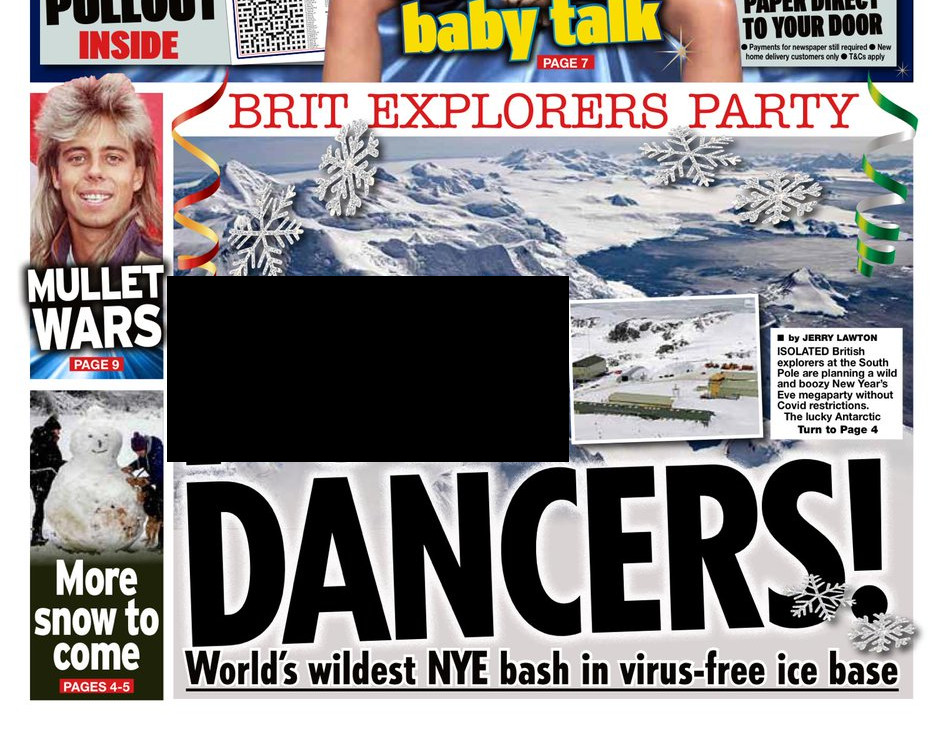 PULLOUT
INSIDE
baby talk
PAGE 7
PAPER DIRECT
TO YOUR DOOR
● Payments for newspaper still required ● New
home delivery customers only ● T&Cs apply
BRIT EXPLORERS PARTY
MULLET
WARS
PAGE 9
■ by JERRY LAWTON
ISOLATED British
explorers at the South
Pole are planning a wild
and boozy New Year's
Eve megaparty without
Covid restrictions.
The lucky Antarctic
Turn to Page 4
DANCERS!
World's wildest NYE bash in virus-free ice base
More
snow to
come
PAGES 4-5